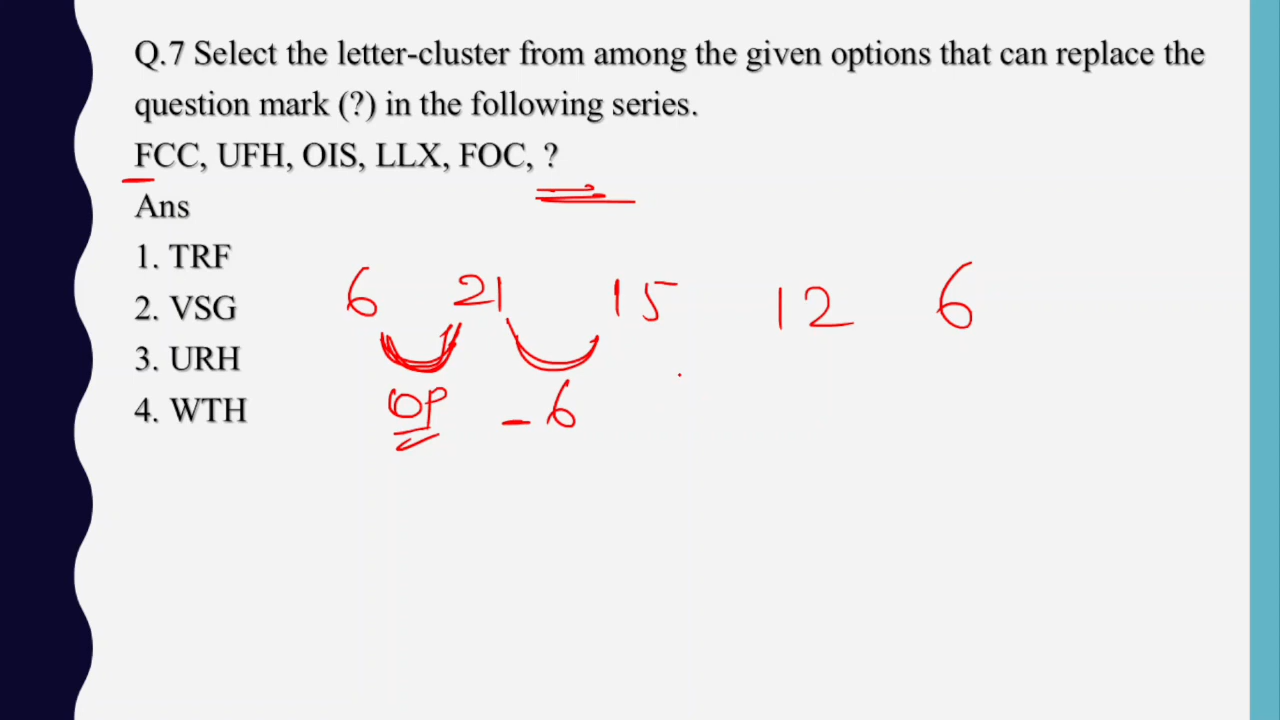 Q.7 Select the letter-cluster from among the given options that can replace the
question mark (?) in the following series.
FCC, UFH, OIS, LLX, FOC, ?
Ans
1. TRF
2. VSG
3. URH
4. WTH
6 21 15 12 6
OP - 6